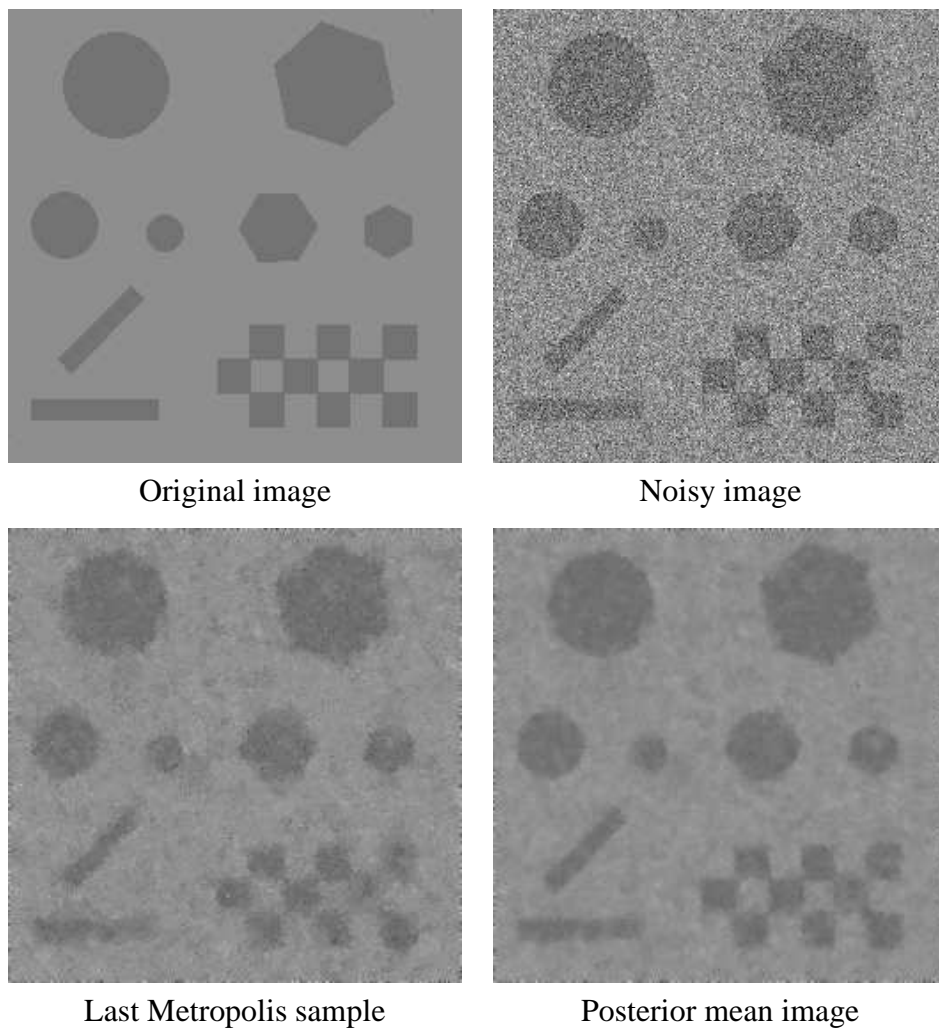 Original image
Noisy image
Last Metropolis sample
Posterior mean image